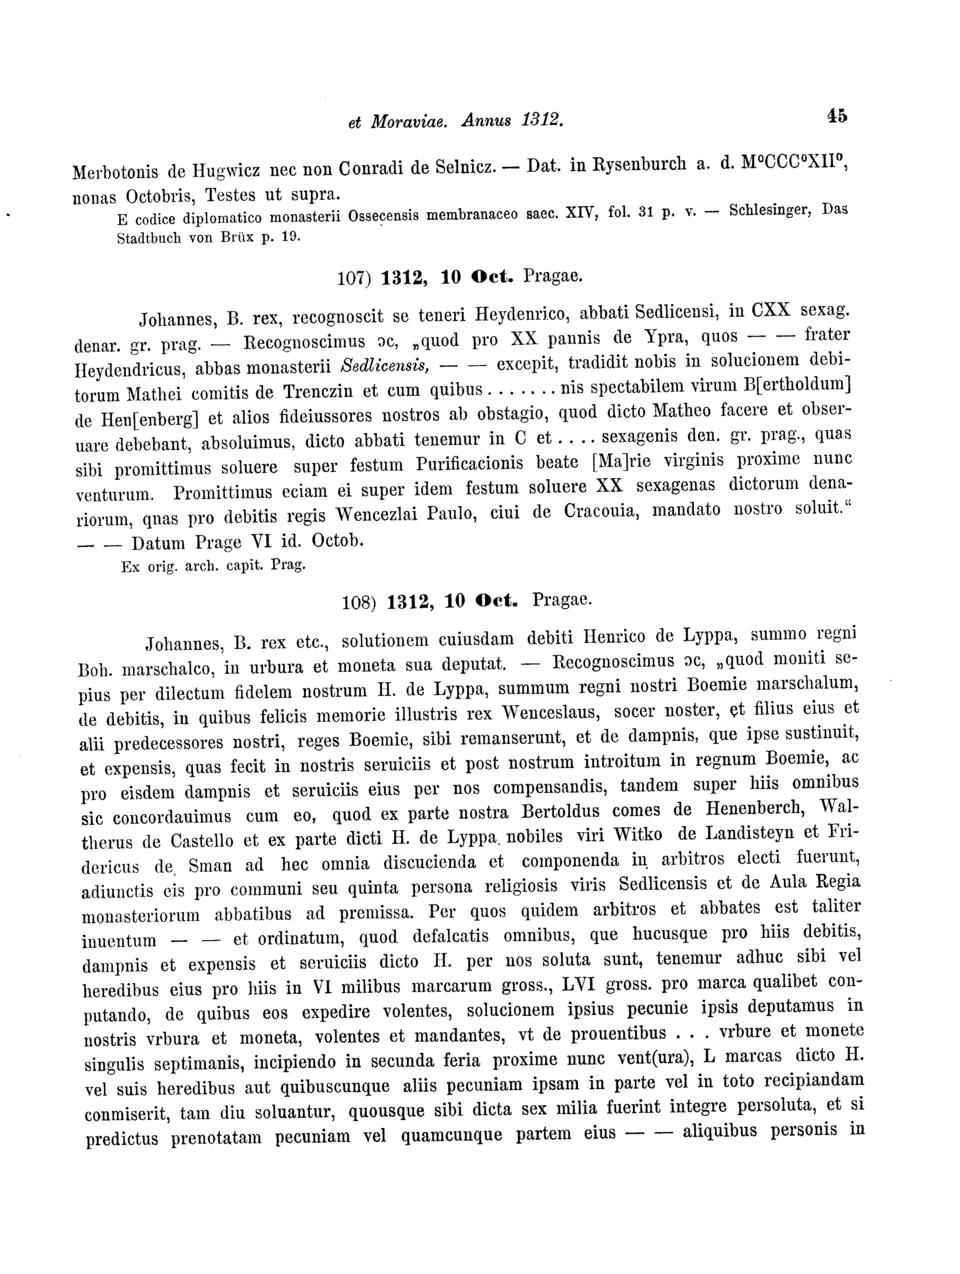 et Moraviae. Annus 1312. 45
Merbotonis de Hugwicz nec non Conradi de Selnicz. — Dat. in Rysenburch a. d. M⁰CCC⁰XII⁰,
nonas Octobris, Testes ut supra.
E codice diplomatico monasterii Ossecensis membranaceo saec. XIV, fol. 31 p. v. — Schlesinger, Das
Stadtbuch von Brüx p. 19.
107) 1312, 10 Oct. Pragae.
Johannes, B. rex, recognoscit se teneri Heydenrico, abbati Sedlicensi, in CXX sexag.
denar. gr. prag. — Recognoscimus ɔc, „quod pro XX pannis de Ypra, quos — — frater
Heydendricus, abbas monasterii Sedlicensis, — — excepit, tradidit nobis in solucionem debi-
torum Mathei comitis de Trenczin et cum quibus . . . . . . . nis spectabilem virum B[ertholdum]
de Hen[enberg] et alios fideiussores nostros ab obstagio, quod dicto Matheo facere et obser-
uare debebant, absoluimus, dicto abbati tenemur in C et . . . . sexagenis den. gr. prag., quas
sibi promittimus soluere super festum Purificacionis beate [Ma]rie virginis proxime nunc
venturum. Promittimus eciam ei super idem festum soluere XX sexagenas dictorum dena-
riorum, qnas pro debitis regis Wencezlai Paulo, ciui de Cracouia, mandato nostro soluit.“
— — Datum Prage VI id. Octob.
Ex orig. arch. capit. Prag.
108) 1312, 10 Oct. Pragae.
Johannes, B. rex etc., solutionem cuiusdam debiti Henrico de Lyppa, summo regni
Boh. marschalco, in urbura et moneta sua deputat. — Recognoscimus ɔc, „quod moniti se-
pius per dilectum fidelem nostrum H. de Lyppa, summum regni nostri Boemie marschalum,
de debitis, in quibus felicis memorie illustris rex Wenceslaus, socer noster, et filius eius et
alii predecessores nostri, reges Boemie, sibi remanserunt, et de dampnis, que ipse sustinuit,
et expensis, quas fecit in nostris seruiciis et post nostrum introitum in regnum Boemie, ac
pro eisdem dampnis et seruiciis eius per nos compensandis, tandem super hiis omnibus
sic concordauimus cum eo, quod ex parte nostra Bertoldus comes de Henenberch, Wal-
therus de Castello et ex parte dicti H. de Lyppa nobiles viri Witko de Landisteyn et Fri-
dericus de Sman ad hec omnia discucienda et componenda in arbitros electi fuerunt,
adiunctis eis pro communi seu quinta persona religiosis viris Sedlicensis et de Aula Regia
monasteriorum abbatibus ad premissa. Per quos quidem arbitros et abbates est taliter
inuentum — — et ordinatum, quod defalcatis omnibus, que hucusque pro hiis debitis,
dampnis et expensis et seruiciis dicto H. per nos soluta sunt, tenemur adhuc sibi vel
heredibus eius pro hiis in VI milibus marcarum gross., LVI gross. pro marca qualibet con-
putando, de quibus eos expedire volentes, solucionem ipsius pecunie ipsis deputamus in
nostris vrbura et moneta, volentes et mandantes, vt de prouentibus . . . vrbure et monete
singulis septimanis, incipiendo in secunda feria proxime nunc vent(ura), L marcas dicto H.
vel suis heredibus aut quibuscunque aliis pecuniam ipsam in parte vel in toto recipiandam
conmiserit, tam diu soluantur, quousque sibi dicta sex milia fuerint integre persoluta, et si
predictus prenotatam pecuniam vel quamcunque partem eius — — aliquibus personis in